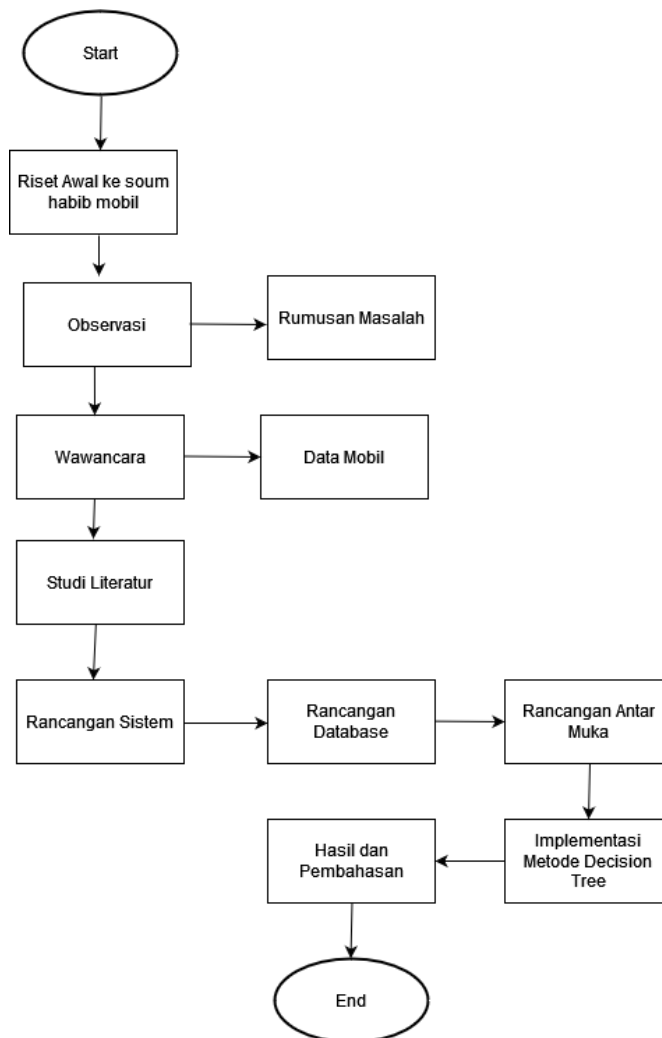 Start
Riset Awal ke soum
habib mobil
Observasi
Rumusan Masalah
Wawancara
Data Mobil
Studi Literatur
Rancangan Sistem
Rancangan
Database
Rancangan Antar
Muka
Implementasi
Metode Decision
Tree
Hasil dan
Pembahasan
End